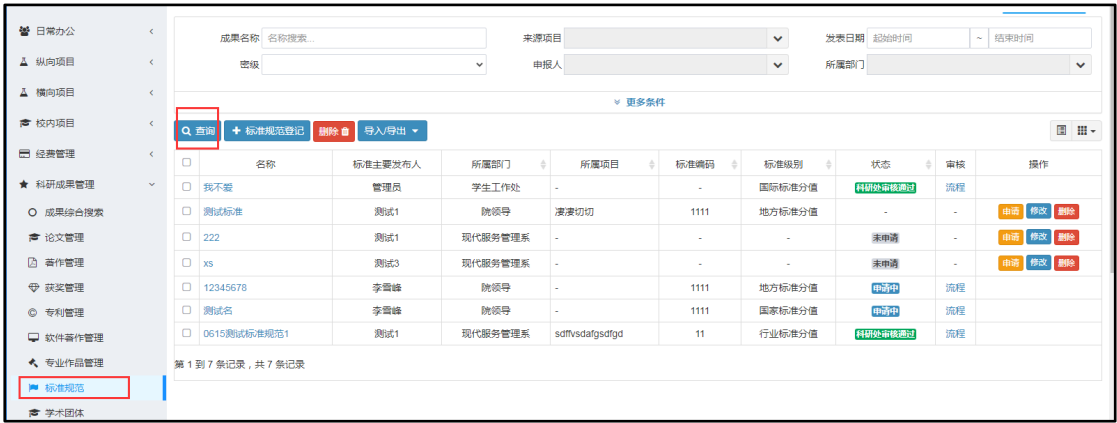 日常办公
纵向项目
横向项目
校内项目
经费管理
科研成果管理
成果综合搜索
论文管理
著作管理
获奖管理
专利管理
软件著作管理
专业作品管理
标准规范
学术团体
成果名称 名称搜索... 来源项目 发表日期 起始时间 ~ 结束时间
密级 申报人 所属部门
更多条件
查询 标准规范登记 删除 导入/导出
名称 标准主要发布人 所属部门 所属项目 标准编码 标准级别 状态 审核 操作
我不爱 管理员 学生工作处 - - 国际标准分值 科研处审核通过 流程
测试标准 测试1 院领导 凄凄切切 1111 地方标准分值 - - 申请 修改 删除
222 测试1 现代服务管理系 - - - 未申请 - 申请 修改 删除
xs 测试3 现代服务管理系 - - - 未申请 - 申请 修改 删除
12345678 李雪峰 院领导 - 1111 地方标准分值 申请中 流程
测试名 李雪峰 院领导 - 1111 国家标准分值 申请中 流程
0615测试标准规范1 测试1 现代服务管理系 sdffvsdafgsdfgd 11 行业标准分值 科研处审核通过 流程
第 1 到 7 条记录，共 7 条记录